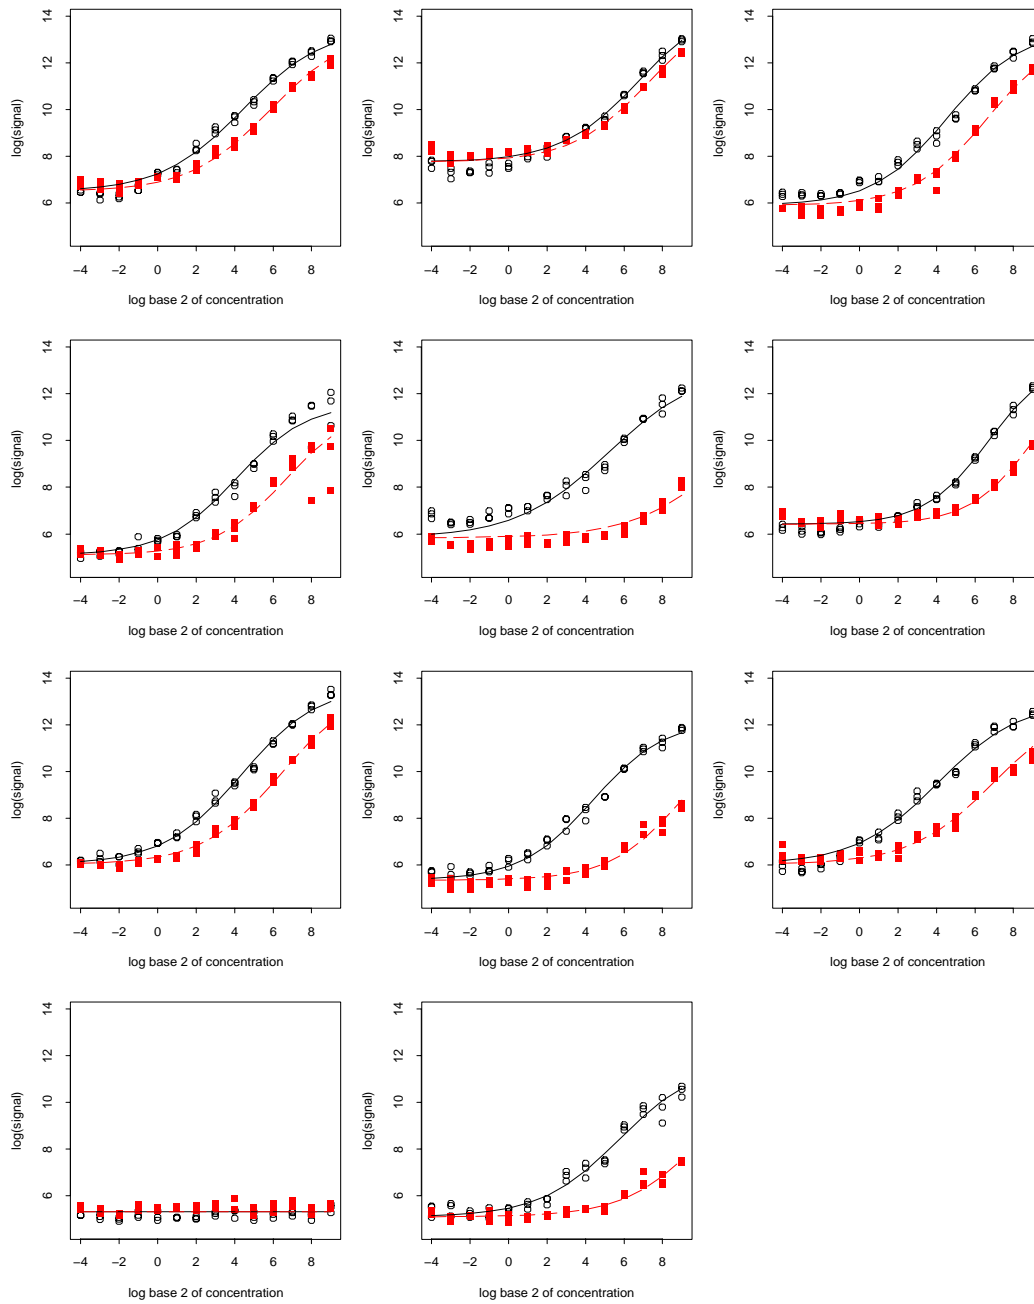 14 14 14
12 12 12
10 10 10
8 8 8
6 6 6
log(signal) log(signal) log(signal)
−4 −2 0 2 4 6 8 −4 −2 0 2 4 6 8 −4 −2 0 2 4 6 8
log base 2 of concentration log base 2 of concentration log base 2 of concentration
14 14 14
12 12 12
10 10 10
8 8 8
6 6 6
log(signal) log(signal) log(signal)
−4 −2 0 2 4 6 8 −4 −2 0 2 4 6 8 −4 −2 0 2 4 6 8
log base 2 of concentration log base 2 of concentration log base 2 of concentration
14 14 14
12 12 12
10 10 10
8 8 8
6 6 6
log(signal) log(signal) log(signal)
−4 −2 0 2 4 6 8 −4 −2 0 2 4 6 8 −4 −2 0 2 4 6 8
log base 2 of concentration log base 2 of concentration log base 2 of concentration
14 14
12 12
10 10
8 8
6 6
log(signal) log(signal)
−4 −2 0 2 4 6 8 −4 −2 0 2 4 6 8
log base 2 of concentration log base 2 of concentration